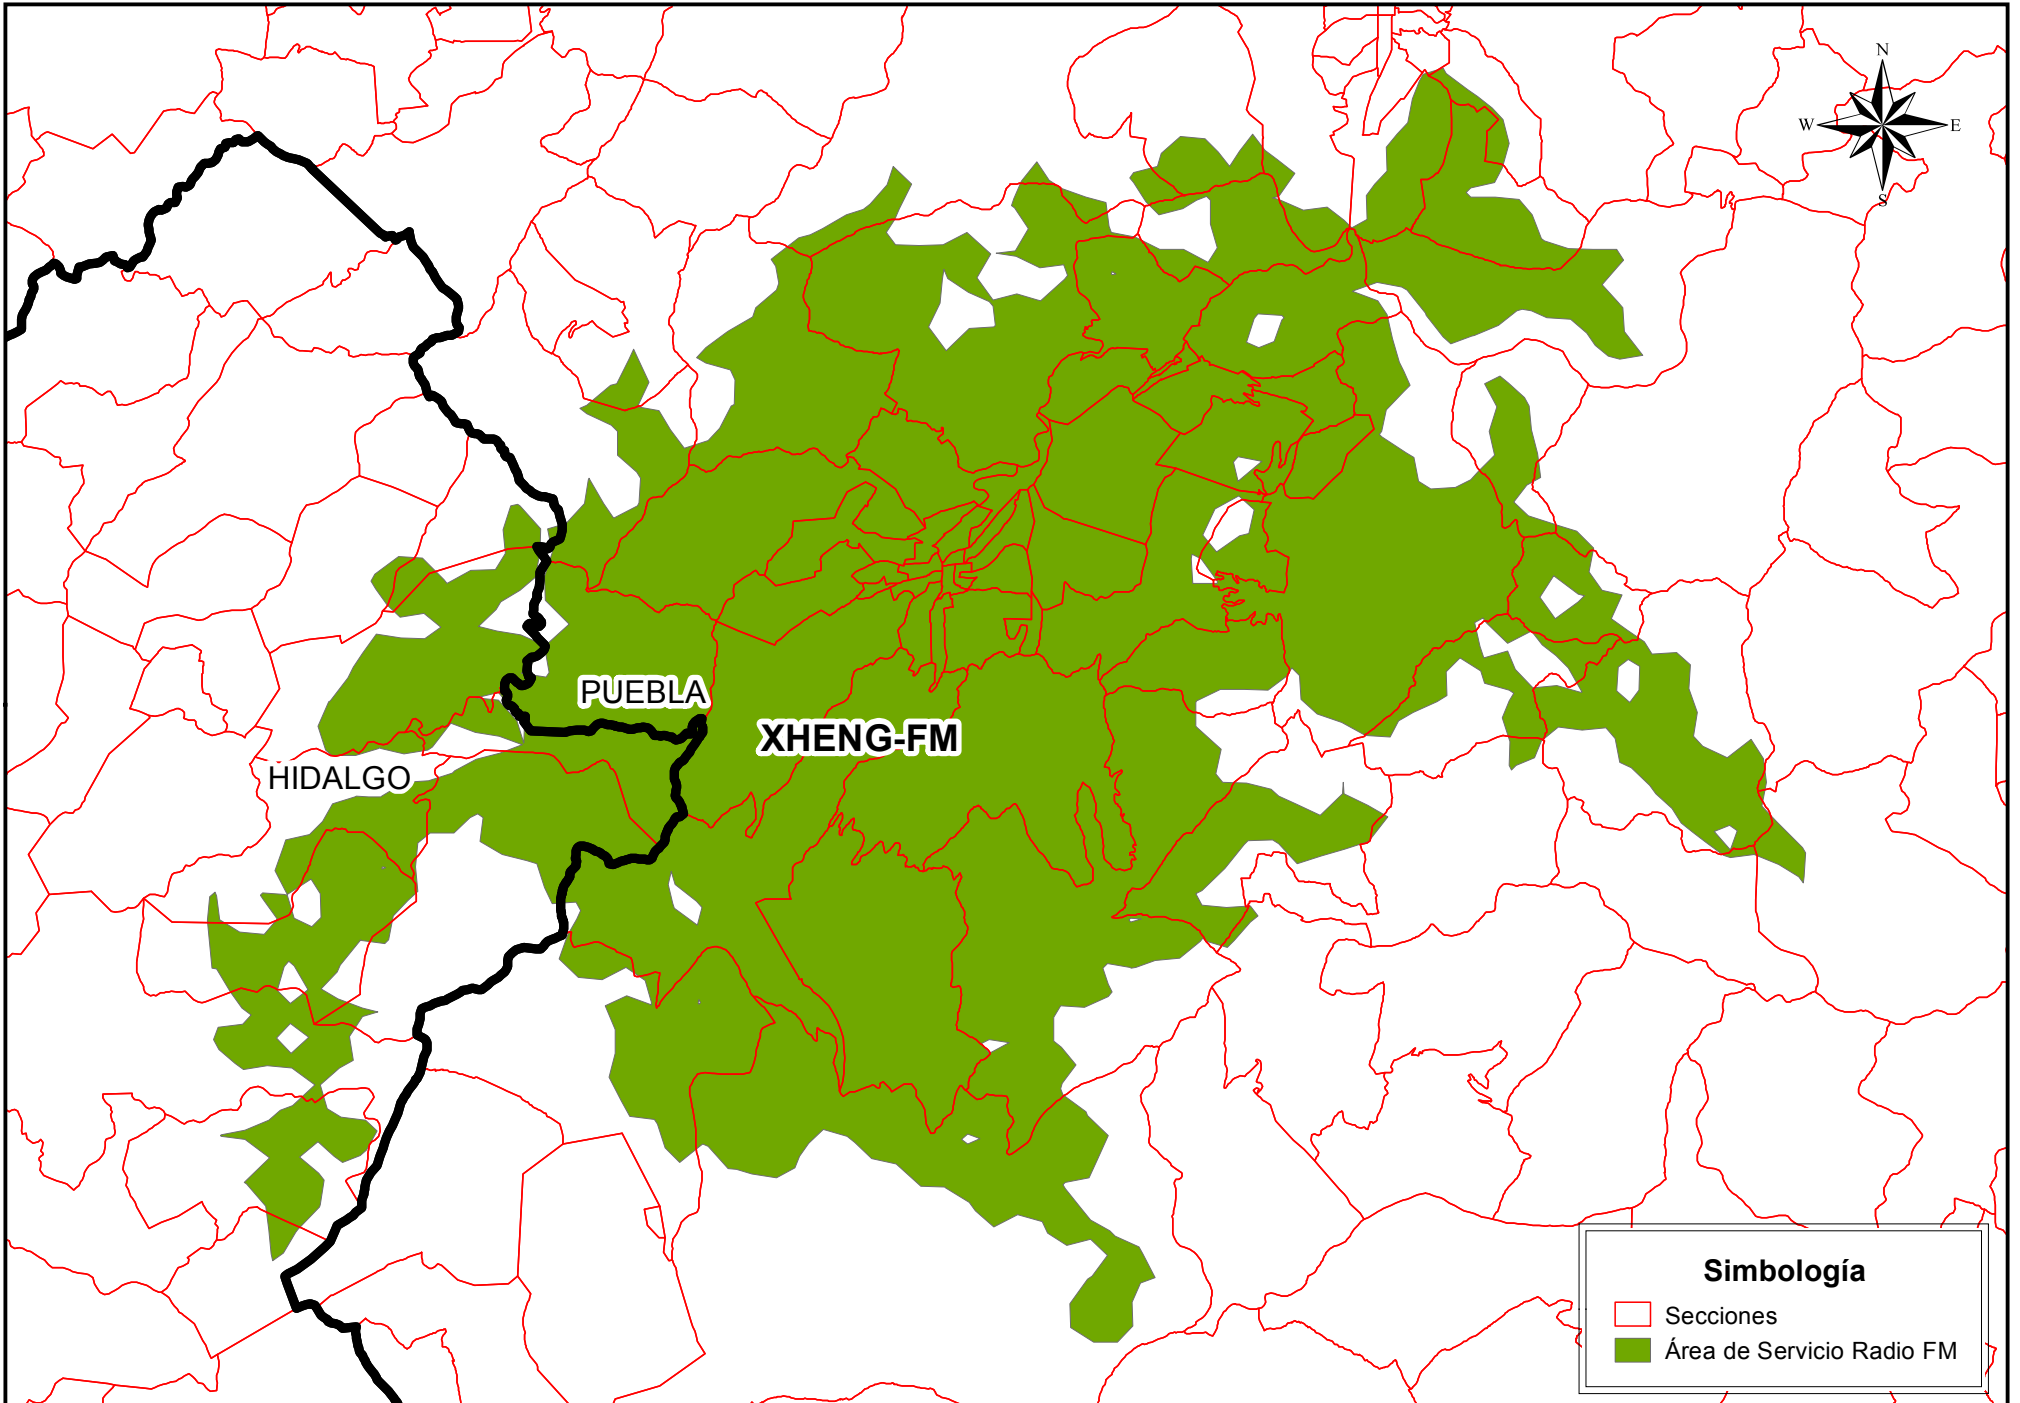 N
W E
S
PUEBLA
XHENG-FM
HIDALGO
Simbología
Secciones
Área de Servicio Radio FM